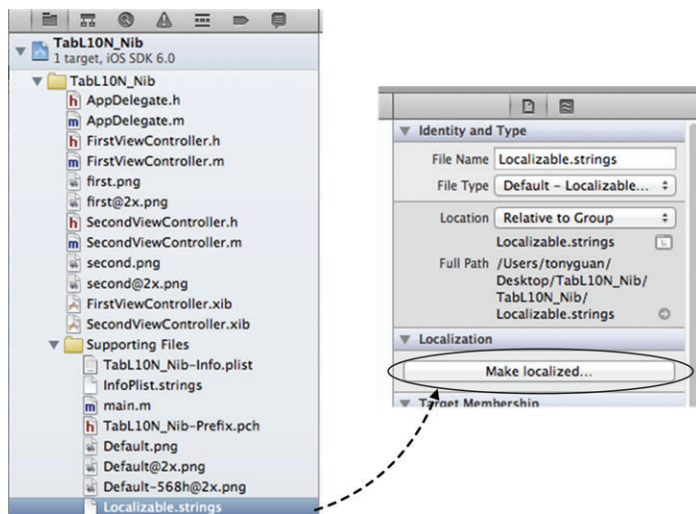 TabL10N_Nib
1 target, iOS SDK 6.0
TabL10N_Nib
AppDelegate.h
AppDelegate.m
FirstViewController.h
FirstViewController.m
first.png
first@2x.png
SecondViewController.h
SecondViewController.m
second.png
second@2x.png
FirstViewController.xib
SecondViewController.xib
Supporting Files
TabL10N_Nib-Info.plist
InfoPlist.strings
main.m
TabL10N_Nib-Prefix.pch
Default.png
Default@2x.png
Default-568h@2x.png
Localizable.strings
Identity and Type
File Name Localizable.strings
File Type Default - Localizable...
Location Relative to Group
Localizable.strings
Full Path /Users/tonyguan/
Desktop/TabL10N_Nib/
TabL10N_Nib/
Localizable.strings
Localization
Make localized...
Target Membership